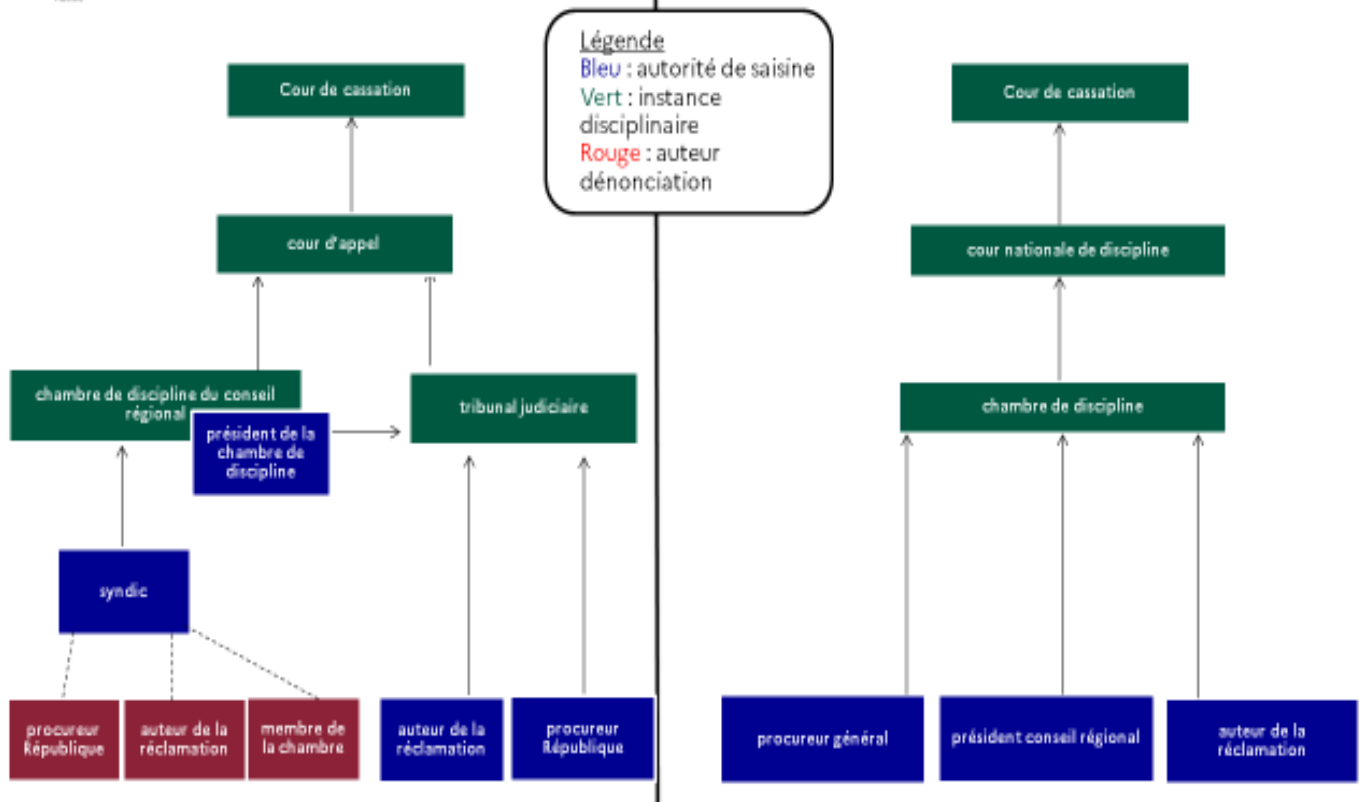 Légende
Bleu : autorité de saisine
Vert : instance
disciplinaire
Rouge : auteur
dénonciation
Cour de cassation
cour d'appel
chambre de discipline du conseil
régional
président de la
chambre de
discipline
tribunal judiciaire
syndic
procureur
République
auteur de la
réclamation
membre de
la chambre
auteur de la
réclamation
procureur
République
Cour de cassation
cour nationale de discipline
chambre de discipline
procureur général
président conseil régional
auteur de la
réclamation